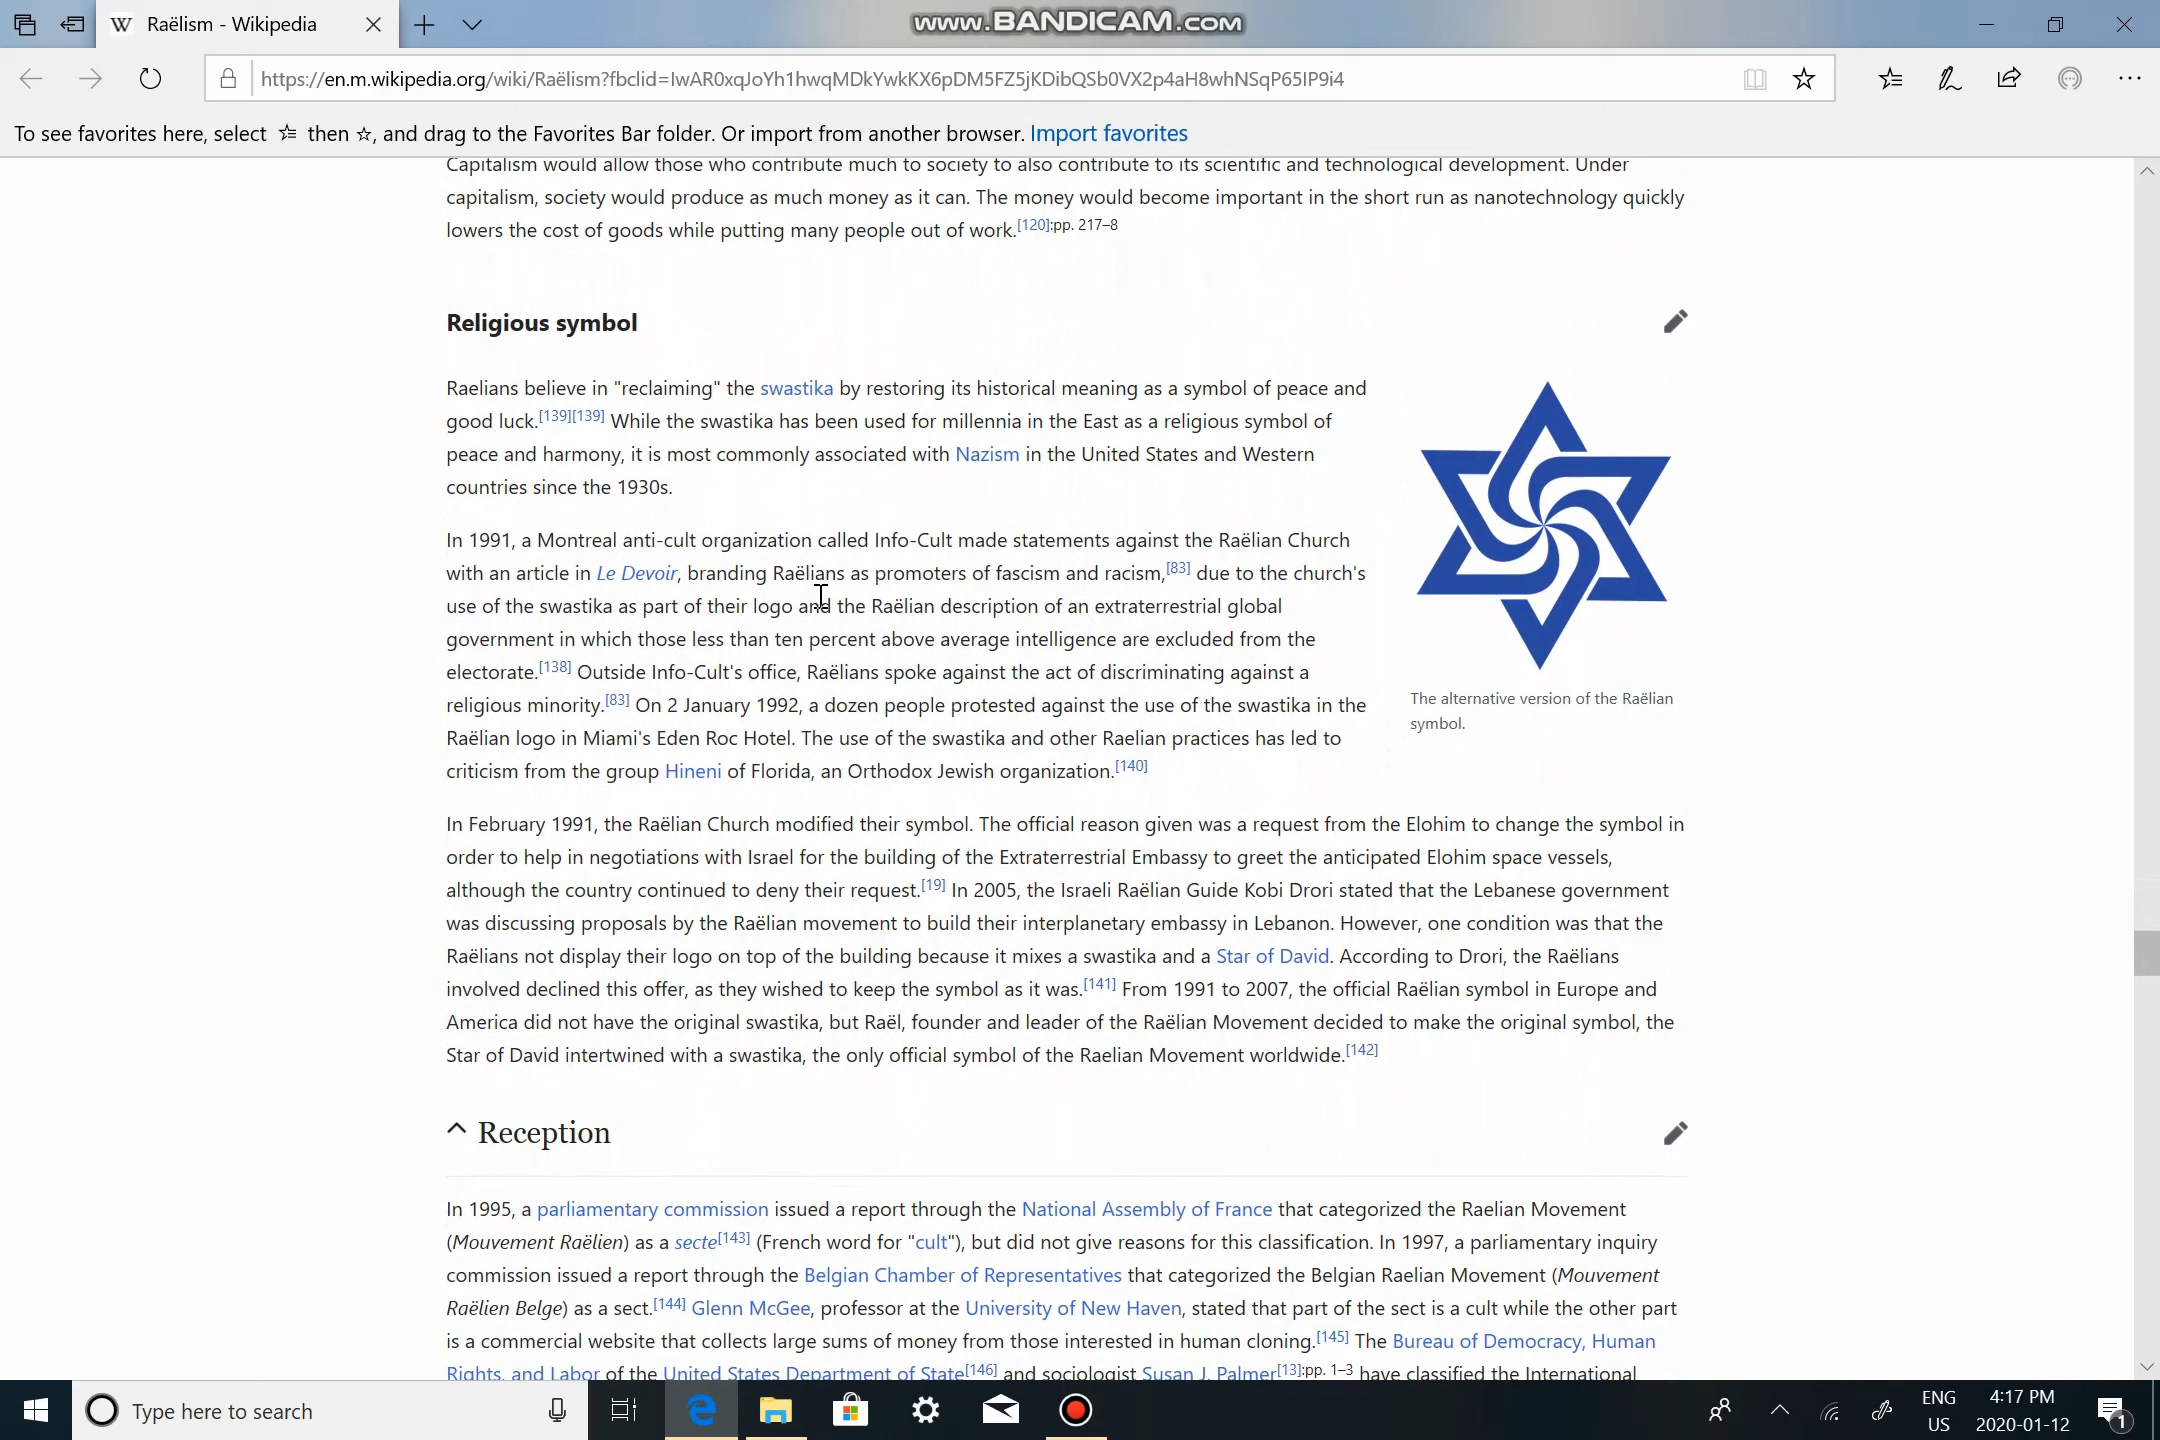 Raëlism - Wikipedia
www.BANDICAM.com
https://en.m.wikipedia.org/wiki/Raëlism?fbclid=IwAR0xqJoYh1hwqMDkYwkKX6pDM5FZ5jKDibQSb0VX2p4aH8whNSqP65IP9i4
To see favorites here, select then ☆, and drag to the Favorites Bar folder. Or import from another browser. Import favorites
Capitalism would allow those who contribute much to society to also contribute to its scientific and technological development. Under
capitalism, society would produce as much money as it can. The money would become important in the short run as nanotechnology quickly
lowers the cost of goods while putting many people out of work.[120]:pp. 217–8
Religious symbol
Raelians believe in "reclaiming" the swastika by restoring its historical meaning as a symbol of peace and
good luck.[139][139] While the swastika has been used for millennia in the East as a religious symbol of
peace and harmony, it is most commonly associated with Nazism in the United States and Western
countries since the 1930s.
In 1991, a Montreal anti-cult organization called Info-Cult made statements against the Raëlian Church
with an article in Le Devoir, branding Raëlians as promoters of fascism and racism,[83] due to the church's
use of the swastika as part of their logo and the Raëlian description of an extraterrestrial global
government in which those less than ten percent above average intelligence are excluded from the
electorate.[138] Outside Info-Cult's office, Raëlians spoke against the act of discriminating against a
religious minority.[83] On 2 January 1992, a dozen people protested against the use of the swastika in the
Raëlian logo in Miami's Eden Roc Hotel. The use of the swastika and other Raelian practices has led to
criticism from the group Hineni of Florida, an Orthodox Jewish organization.[140]
The alternative version of the Raëlian
symbol.
In February 1991, the Raëlian Church modified their symbol. The official reason given was a request from the Elohim to change the symbol in
order to help in negotiations with Israel for the building of the Extraterrestrial Embassy to greet the anticipated Elohim space vessels,
although the country continued to deny their request.[19] In 2005, the Israeli Raëlian Guide Kobi Drori stated that the Lebanese government
was discussing proposals by the Raëlian movement to build their interplanetary embassy in Lebanon. However, one condition was that the
Raëlians not display their logo on top of the building because it mixes a swastika and a Star of David. According to Drori, the Raëlians
involved declined this offer, as they wished to keep the symbol as it was.[141] From 1991 to 2007, the official Raëlian symbol in Europe and
America did not have the original swastika, but Raël, founder and leader of the Raëlian Movement decided to make the original symbol, the
Star of David intertwined with a swastika, the only official symbol of the Raelian Movement worldwide.[142]
Reception
In 1995, a parliamentary commission issued a report through the National Assembly of France that categorized the Raelian Movement
(Mouvement Raëlien) as a secte[143] (French word for "cult"), but did not give reasons for this classification. In 1997, a parliamentary inquiry
commission issued a report through the Belgian Chamber of Representatives that categorized the Belgian Raelian Movement (Mouvement
Raëlien Belge) as a sect.[144] Glenn McGee, professor at the University of New Haven, stated that part of the sect is a cult while the other part
is a commercial website that collects large sums of money from those interested in human cloning.[145] The Bureau of Democracy, Human
Rights, and Labor of the United States Department of State[146] and sociologist Susan J. Palmer[13]:pp. 1–3 have classified the International
Type here to search
ENG
US
4:17 PM
2020-01-12
1